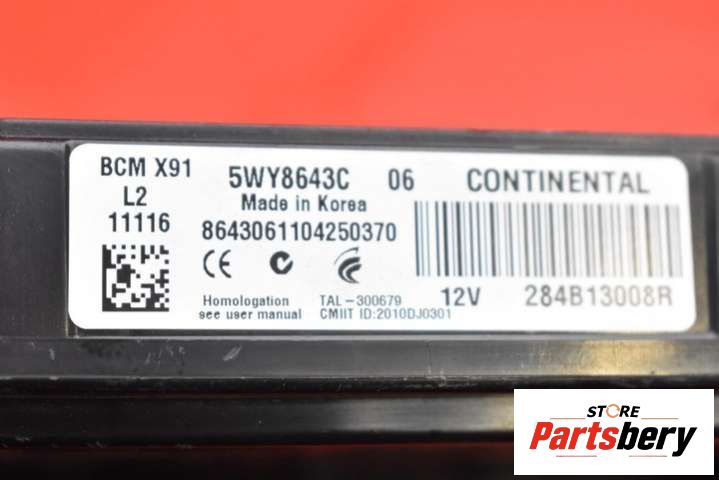 BCM X91
L2
11116
5WY8643C 06 CONTINENTAL
Made in Korea
8643061104250370
CE
Homologation
see user manual
TAL-300679
CMIIT ID:2010DJ0301
12V 284B13008R
STORE
Partsbery